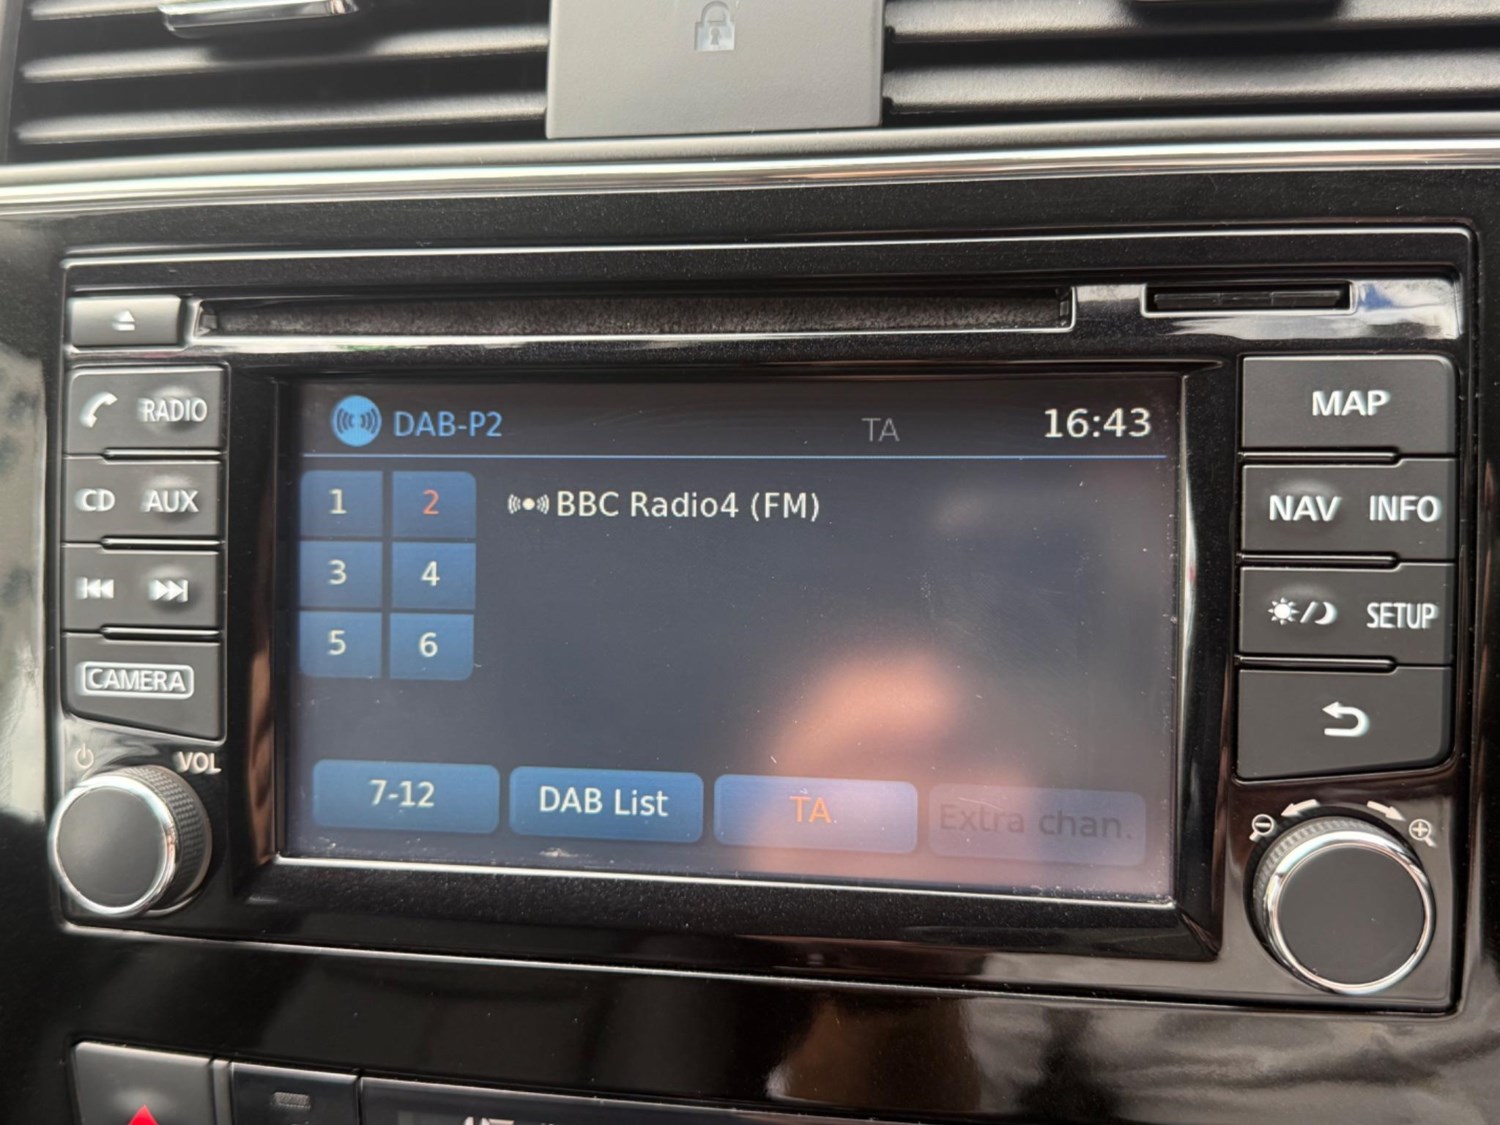 DAB-P2 TA 16:43
1 2 BBC Radio4 (FM)
3 4
5 6
7-12 DAB List TA Extra chan.
RADIO
CD AUX
CAMERA
VOL
MAP
NAV INFO
SETUP